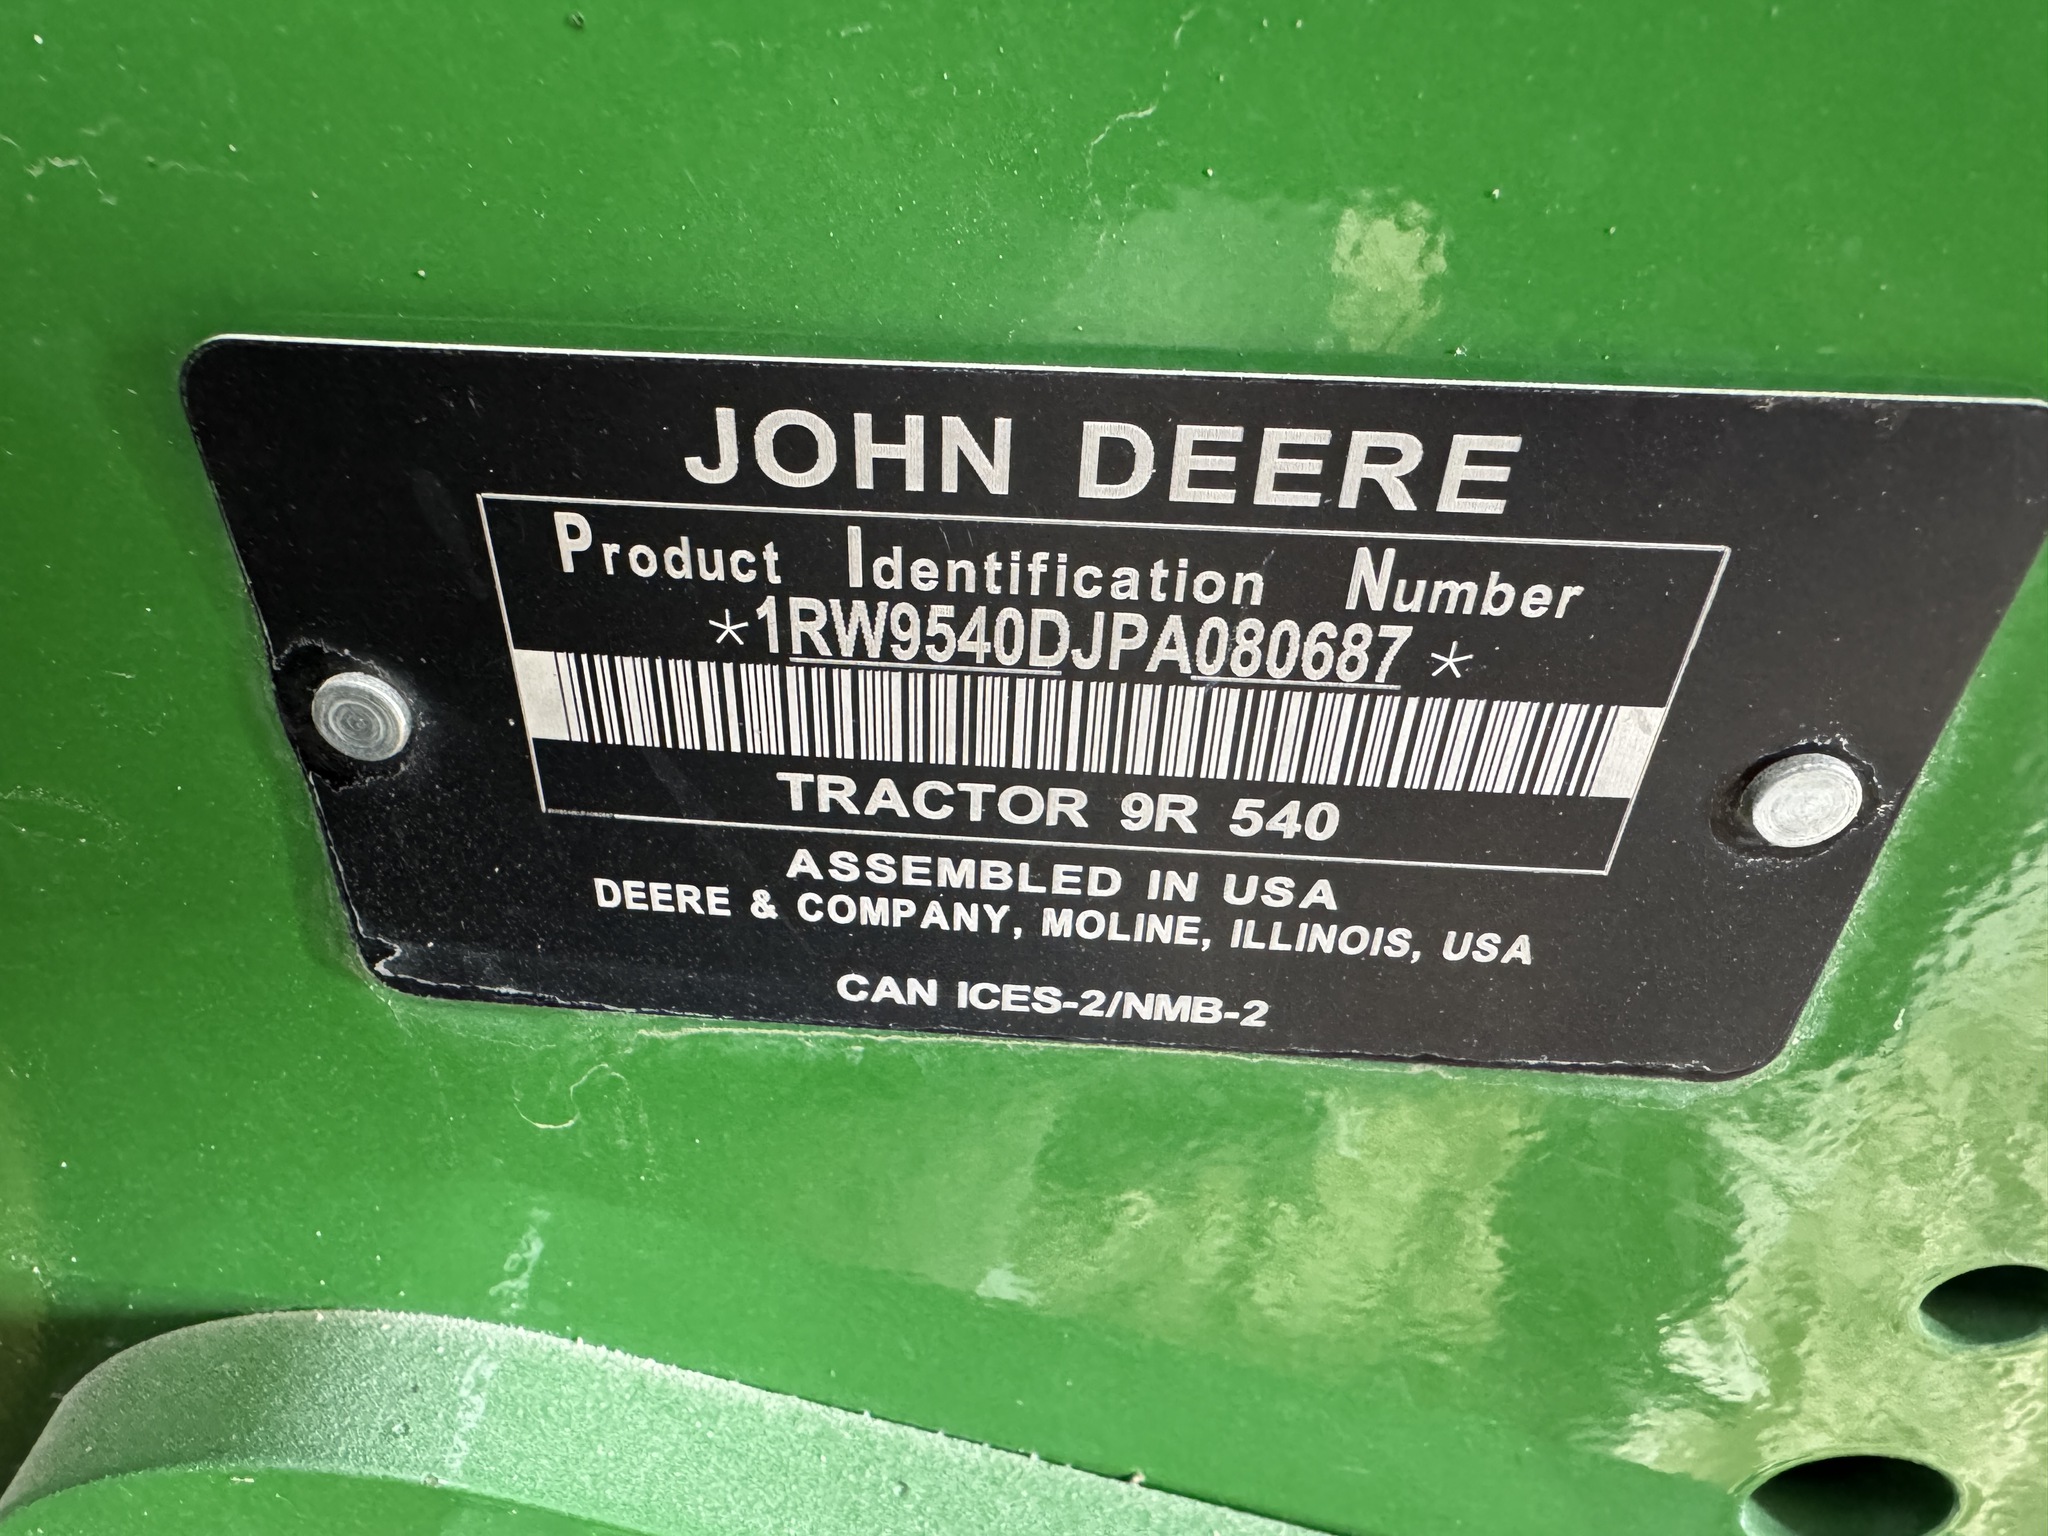 JOHN DEERE
Product Identification Number
*1RW9540DJPA080687*
TRACTOR 9R 540
ASSEMBLED IN USA
DEERE & COMPANY, MOLINE, ILLINOIS, USA
CAN ICES-2/NMB-2